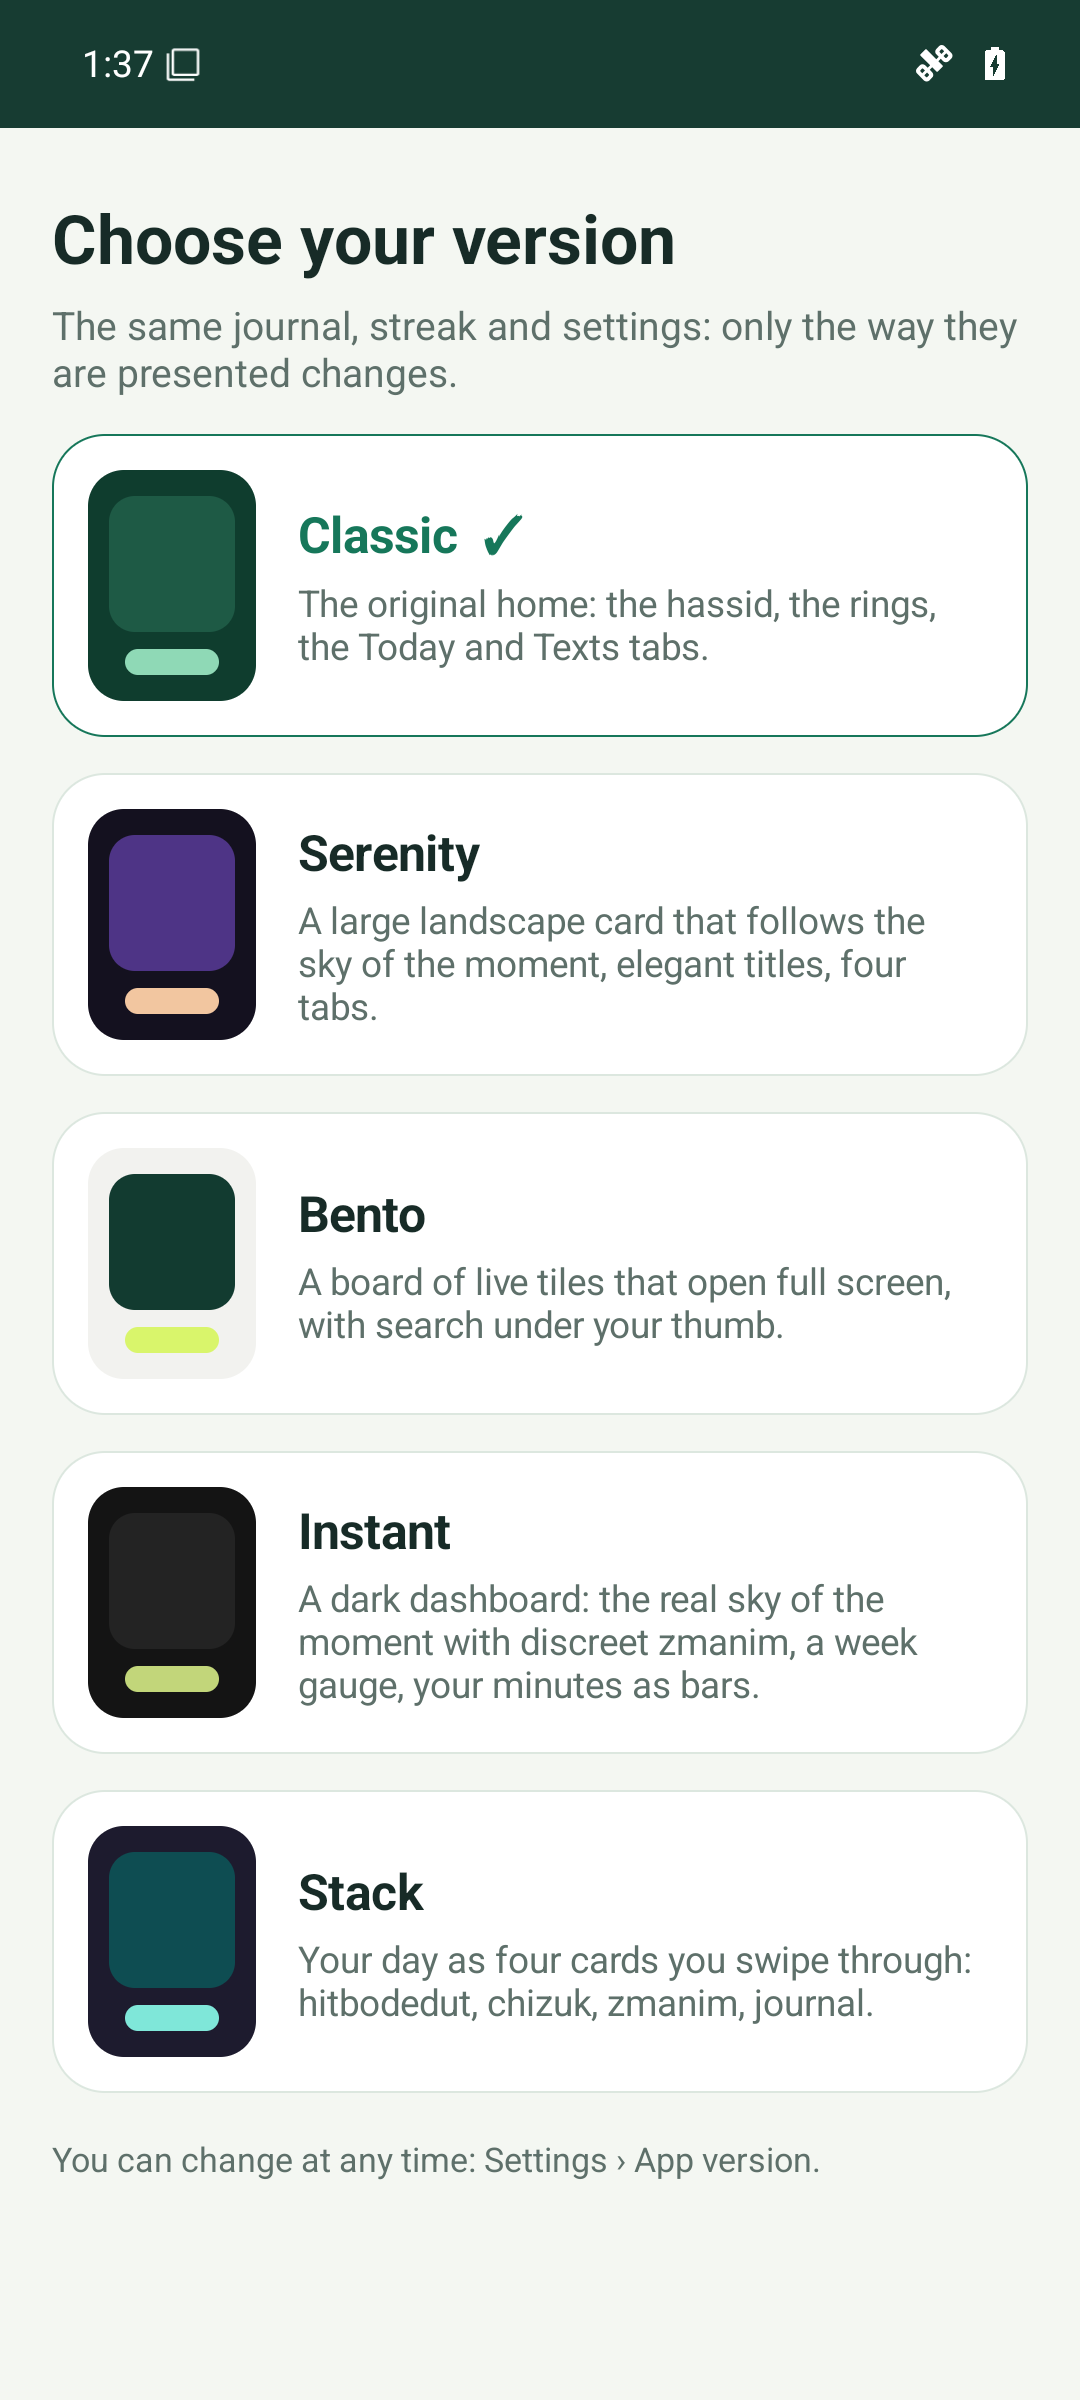 1:37
Choose your version
The same journal, streak and settings: only the way they
are presented changes.
Classic ✓
The original home: the hassid, the rings,
the Today and Texts tabs.
Serenity
A large landscape card that follows the
sky of the moment, elegant titles, four
tabs.
Bento
A board of live tiles that open full screen,
with search under your thumb.
Instant
A dark dashboard: the real sky of the
moment with discreet zmanim, a week
gauge, your minutes as bars.
Stack
Your day as four cards you swipe through:
hitbodedut, chizuk, zmanim, journal.
You can change at any time: Settings › App version.